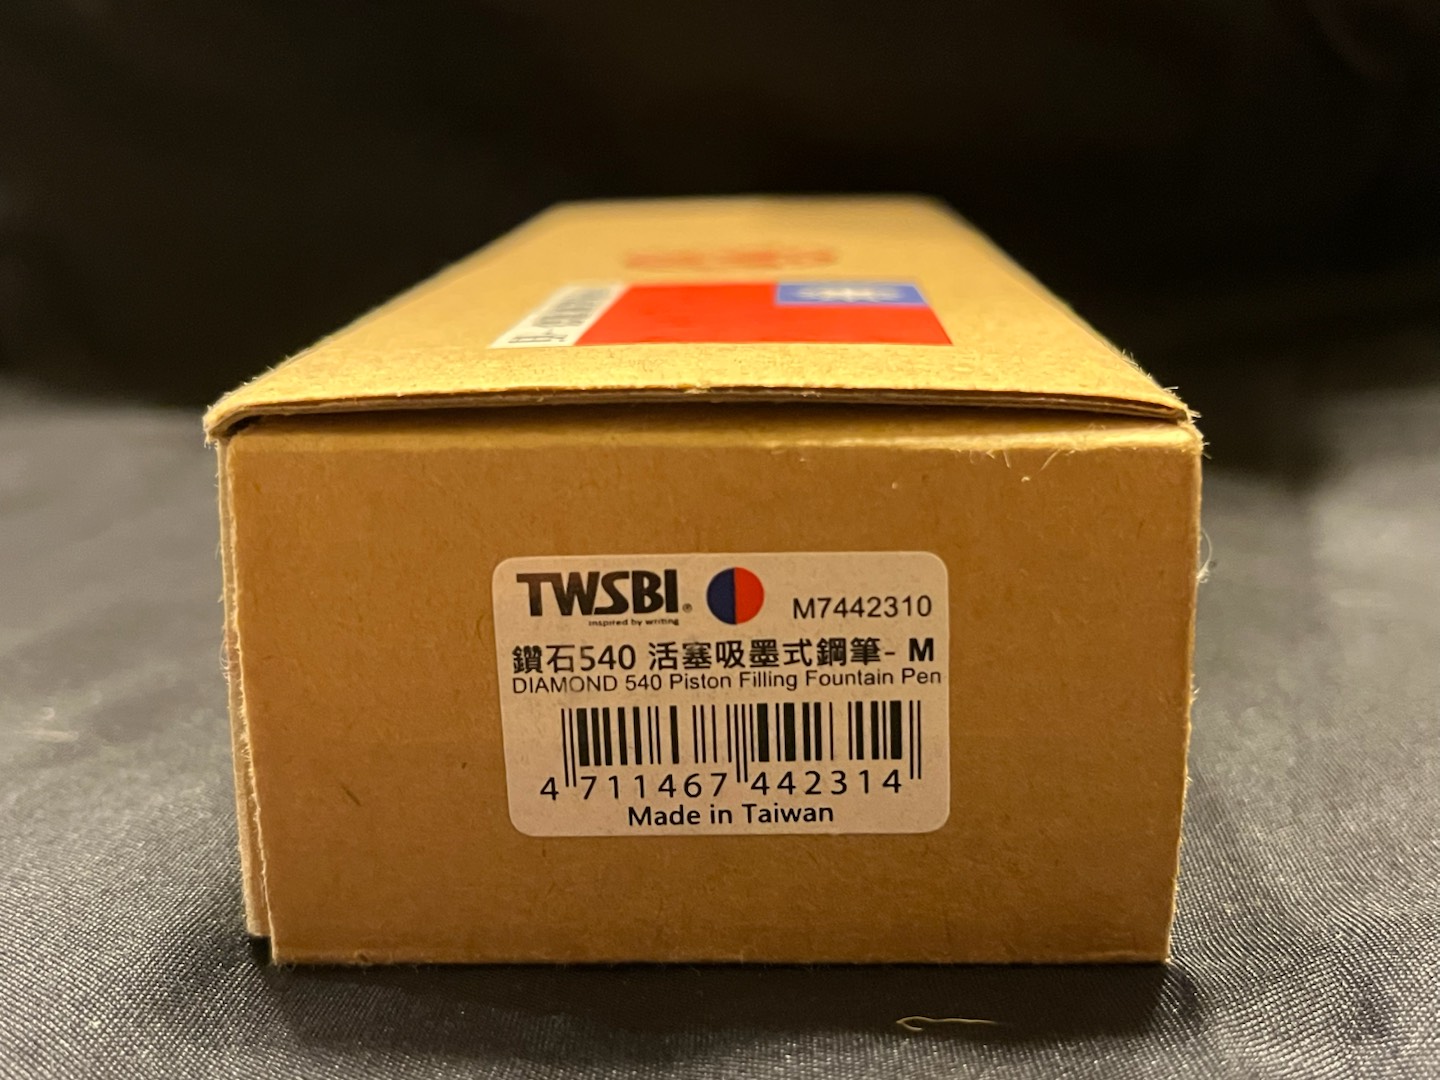 TWSBI®
inspired by writing
M7442310
鑽石540 活塞吸墨式鋼筆- M
DIAMOND 540 Piston Filling Fountain Pen
4 711467 442314
Made in Taiwan